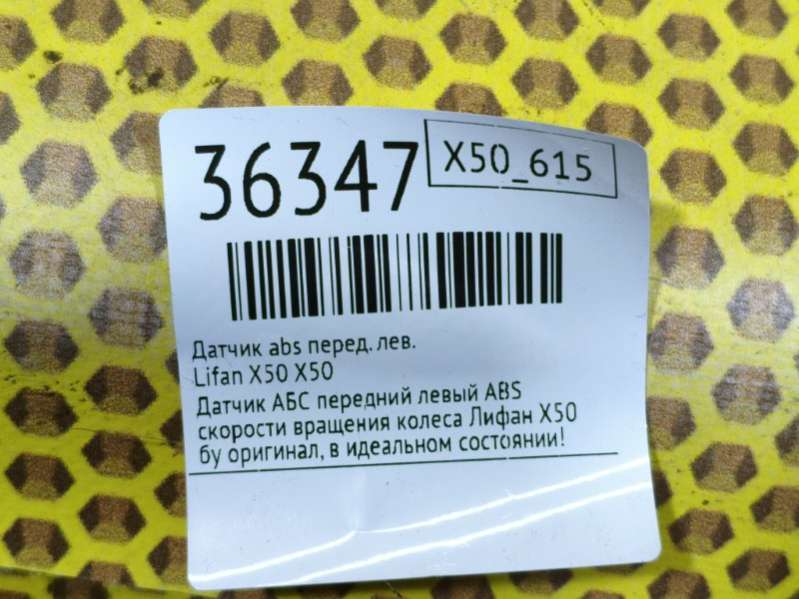 36347
X50_615
Датчик abs перед. лев.
Lifan X50 X50
Датчик АБС передний левый ABS
скорости вращения колеса Лифан Х50
бу оригинал, в идеальном состоянии!